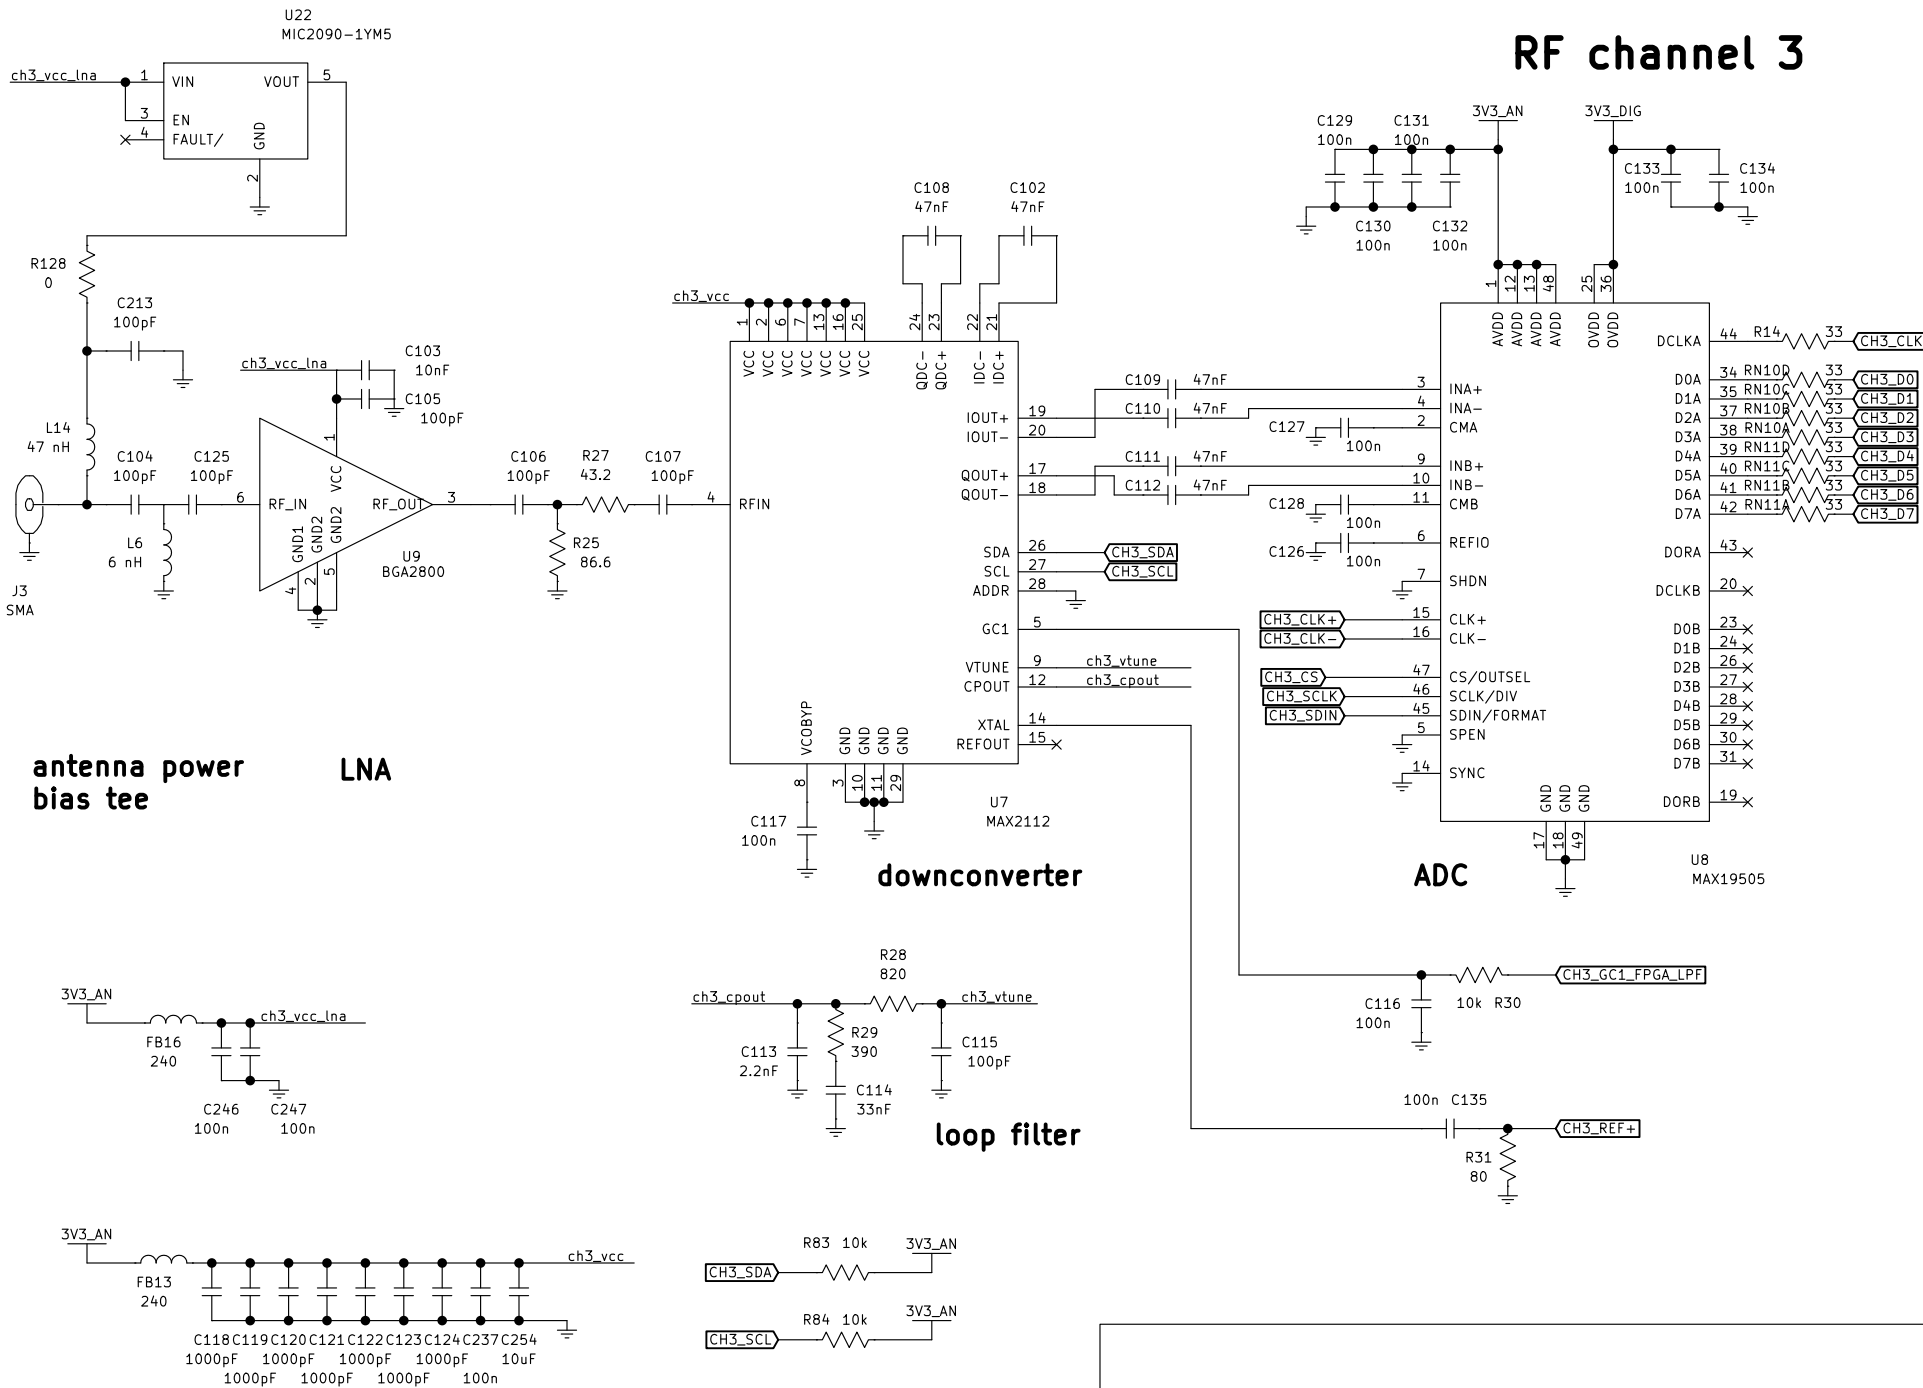 RF channel 3
U22
MIC2090-1YM5
ch3_vcc_lna
1
VIN
VOUT
5
3
EN
4
FAULT/
GND
2
R128
0
C213
100pF
ch3_vcc_lna
C103
10nF
C105
100pF
L14
47 nH
C104
100pF
C125
100pF
6
RF_IN
1
VCC
RF_OUT
3
GND1
GND2
GND2
4
2
5
U9
BGA2800
L6
6 nH
J3
SMA
C106
100pF
R27
43.2
C107
100pF
R25
86.6
antenna power
bias tee
LNA
C108
47nF
C102
47nF
ch3_vcc
1
2
6
7
13
16
25
24
23
22
21
VCC
VCC
VCC
VCC
VCC
VCC
VCC
QDC-
QDC+
IDC-
IDC+
4
RFIN
IOUT+
19
IOUT-
20
QOUT+
17
QOUT-
18
SDA
26
CH3_SDA
SCL
27
CH3_SCL
ADDR
28
GC1
5
VTUNE
9
ch3_vtune
CPOUT
12
ch3_cpout
XTAL
14
REFOUT
15
VCOBYP
GND
GND
GND
GND
8
3
10
11
29
U7
MAX2112
C117
100n
downconverter
C109
47nF
C110
47nF
C111
47nF
C112
47nF
C129
100n
C131
100n
C130
100n
C132
100n
3V3_AN
3V3_DIG
C133
100n
C134
100n
1
12
13
48
25
36
AVDD
AVDD
AVDD
AVDD
OVDD
OVDD
3
INA+
4
INA-
2
CMA
C127
100n
9
INB+
10
INB-
11
CMB
C128
100n
6
REFIO
C126
100n
7
SHDN
CH3_CLK+
15
CLK+
CH3_CLK-
16
CLK-
CH3_CS
47
CS/OUTSEL
CH3_SCLK
46
SCLK/DIV
CH3_SDIN
45
SDIN/FORMAT
5
SPEN
14
SYNC
GND
GND
GND
17
18
49
DCLKA
44
R14
33
CH3_CLK
D0A
34
RN10D
33
CH3_D0
D1A
35
RN10C
33
CH3_D1
D2A
37
RN10B
33
CH3_D2
D3A
38
RN10A
33
CH3_D3
D4A
39
RN11D
33
CH3_D4
D5A
40
RN11C
33
CH3_D5
D6A
41
RN11B
33
CH3_D6
D7A
42
RN11A
33
CH3_D7
DORA
43
DCLKB
20
D0B
23
D1B
24
D2B
26
D3B
27
D4B
28
D5B
29
D6B
30
D7B
31
DORB
19
U8
MAX19505
ADC
3V3_AN
FB16
240
ch3_vcc_lna
C246
100n
C247
100n
R28
820
ch3_cpout
ch3_vtune
C113
2.2nF
R29
390
C114
33nF
C115
100pF
loop filter
CH3_GC1_FPGA_LPF
C116
100n
10k R30
100n C135
CH3_REF+
R31
80
3V3_AN
FB13
240
ch3_vcc
C118
1000pF
C119
1000pF
C120
1000pF
C121
1000pF
C122
1000pF
C123
1000pF
C124
1000pF
C237
100n
C254
10uF
R83 10k
3V3_AN
CH3_SDA
R84 10k
3V3_AN
CH3_SCL